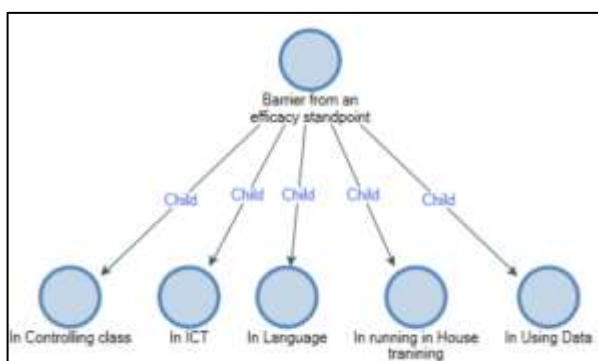 Barrier from an
efficacy standpoint
Child
Child
Child
Child
Child
In Controlling class
In ICT
In Language
In running in House
tranining
In Using Data